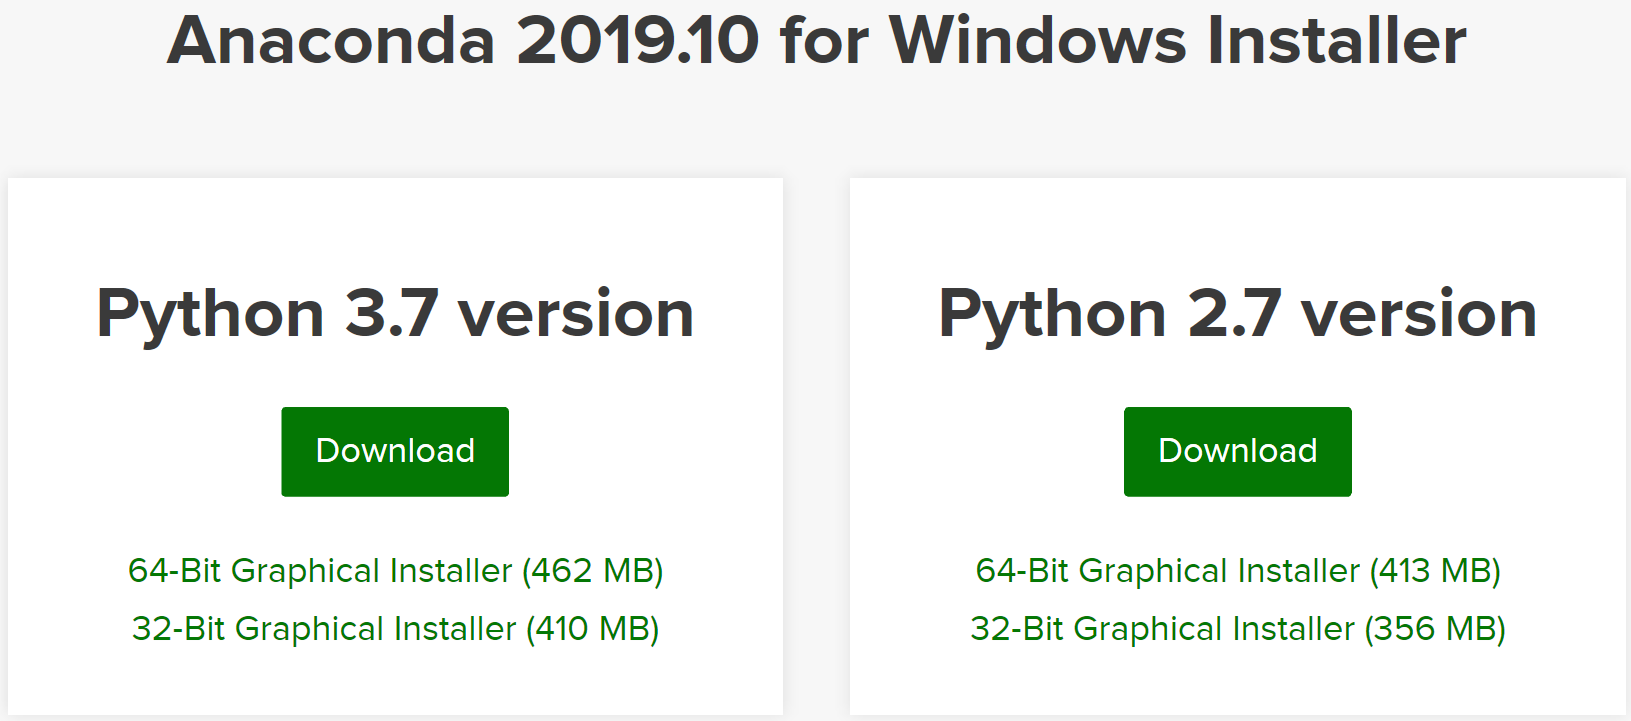 Anaconda 2019.10 for Windows Installer
Python 3.7 version
Download
64-Bit Graphical Installer (462 MB)
32-Bit Graphical Installer (410 MB)
Python 2.7 version
Download
64-Bit Graphical Installer (413 MB)
32-Bit Graphical Installer (356 MB)